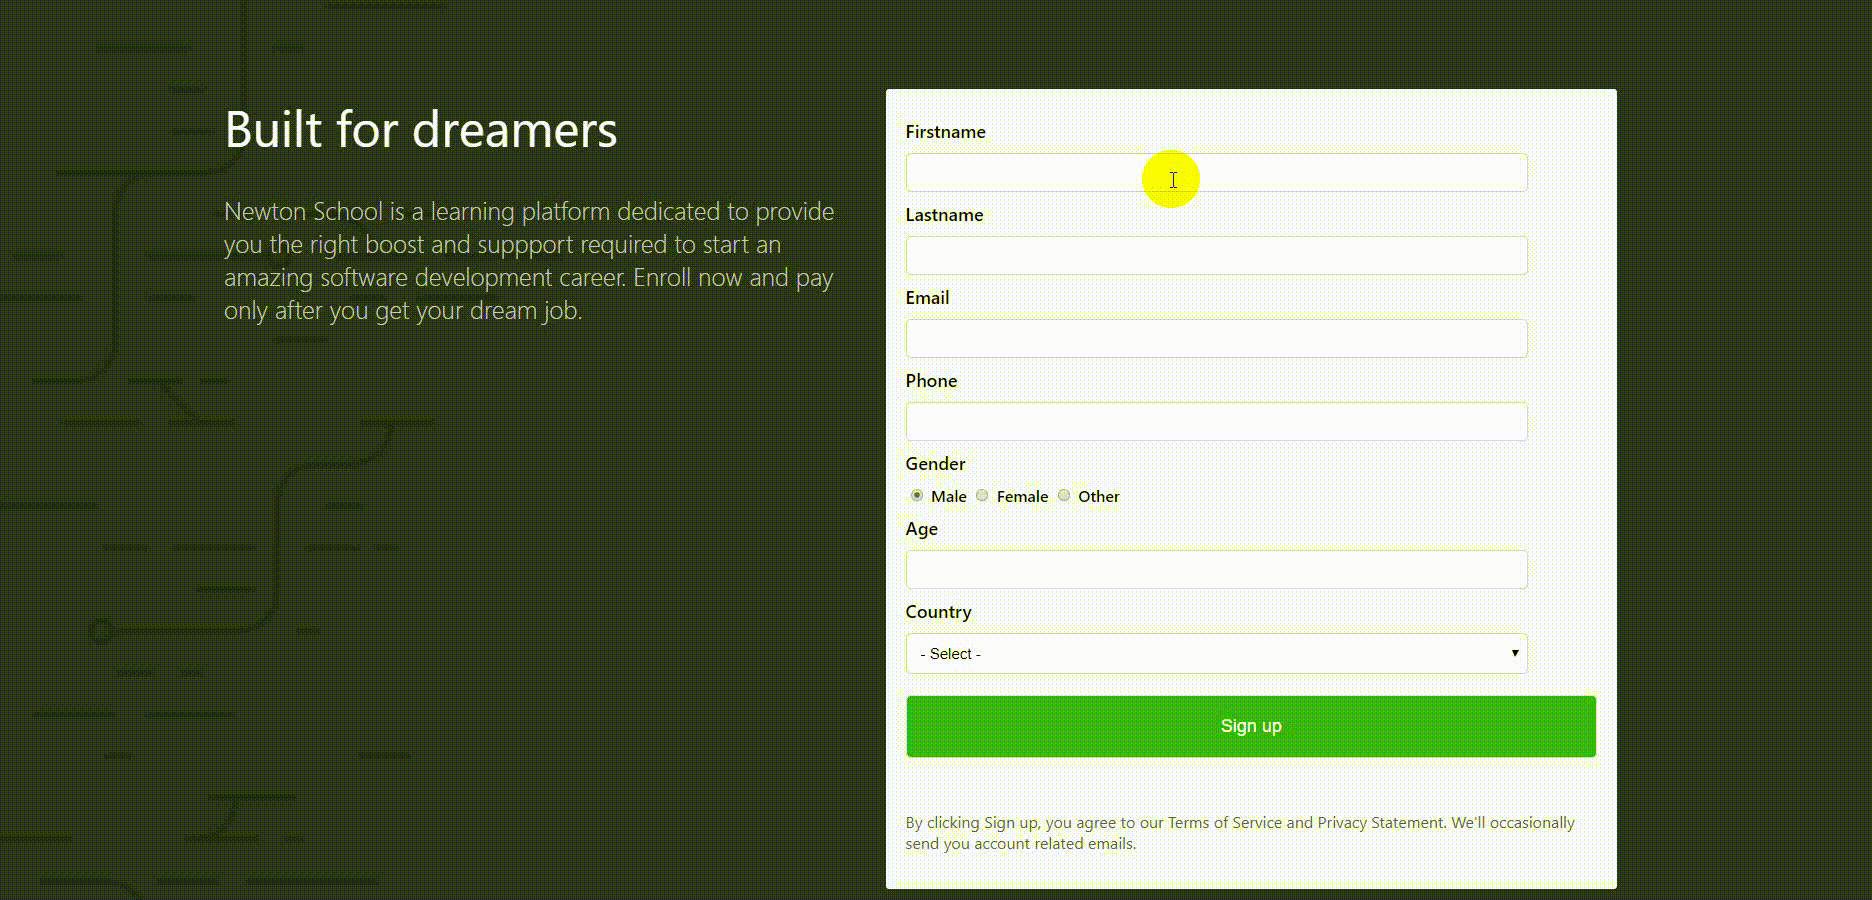 Built for dreamers
Newton School is a learning platform dedicated to provide
you the right boost and suppport required to start an
amazing software development career. Enroll now and pay
only after you get your dream job.
Firstname
Lastname
Email
Phone
Gender
Male Female Other
Age
Country
- Select -
Sign up
By clicking Sign up, you agree to our Terms of Service and Privacy Statement. We'll occasionally
send you account related emails.